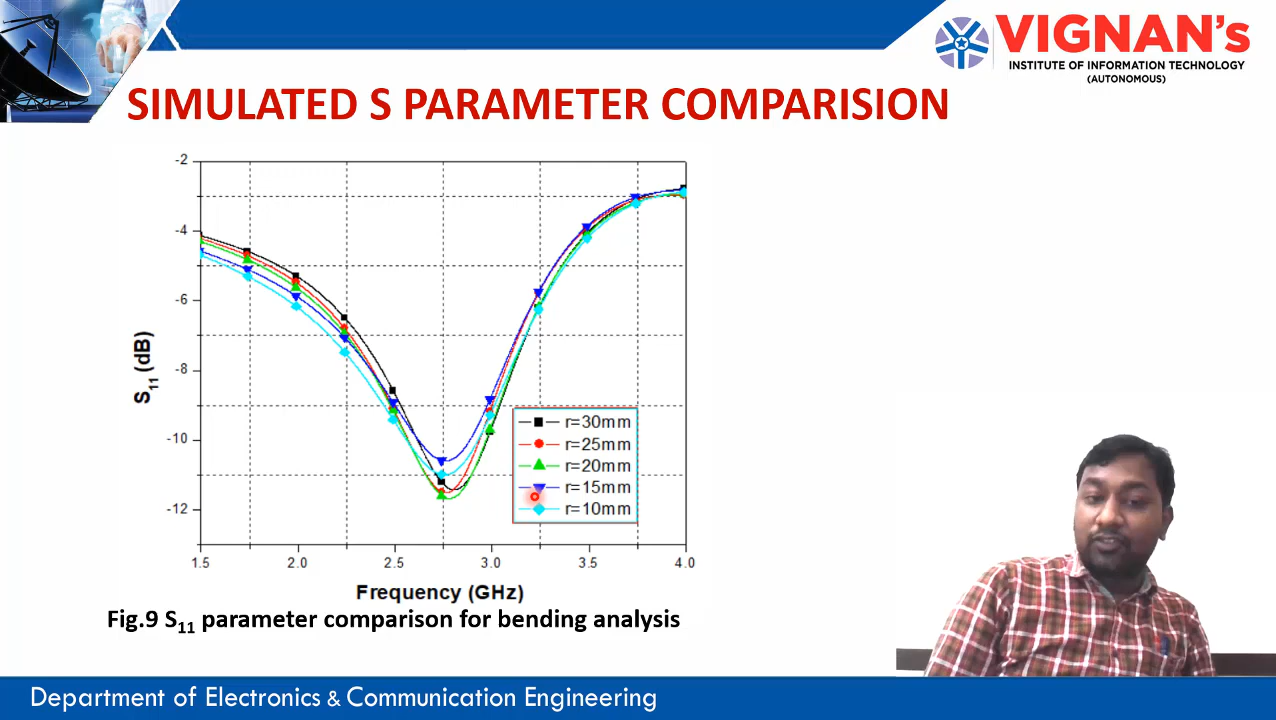 VIGNAN's
INSTITUTE OF INFORMATION TECHNOLOGY
(AUTONOMOUS)
SIMULATED S PARAMETER COMPARISION
-2
-4
-6
-8
-10
-12
S11 (dB)
r=30mm
r=25mm
r=20mm
r=15mm
r=10mm
1.5 2.0 2.5 3.0 3.5 4.0
Frequency (GHz)
Fig.9 S11 parameter comparison for bending analysis
Department of Electronics & Communication Engineering